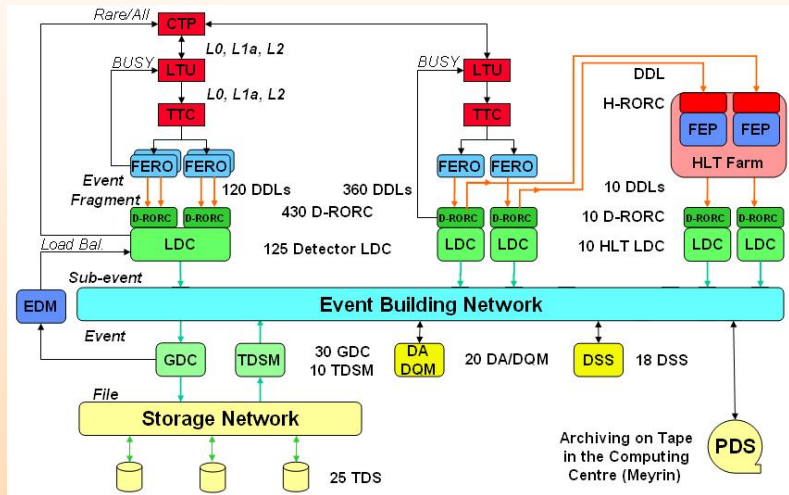 Rare/All
CTP
L0, L1a, L2
BUSY
LTU
BUSY
LTU
DDL
L0, L1a, L2
H-RORC
TTC
TTC
FEP
FEP
HLT Farm
FERO
FERO
FERO
FERO
Event
Fragment
120 DDLs
360 DDLs
10 DDLs
D-RORC
D-RORC
430 D-RORC
D-RORC
D-RORC
10 D-RORC
D-RORC
D-RORC
Load Bal.
LDC
125 Detector LDC
LDC
LDC
10 HLT LDC
LDC
LDC
Sub-event
EDM
Event Building Network
Event
GDC
TDSM
30 GDC
10 TDSM
DA
DQM
20 DA/DQM
DSS
18 DSS
File
Storage Network
Archiving on Tape
in the Computing
Centre (Meyrin)
PDS
25 TDS